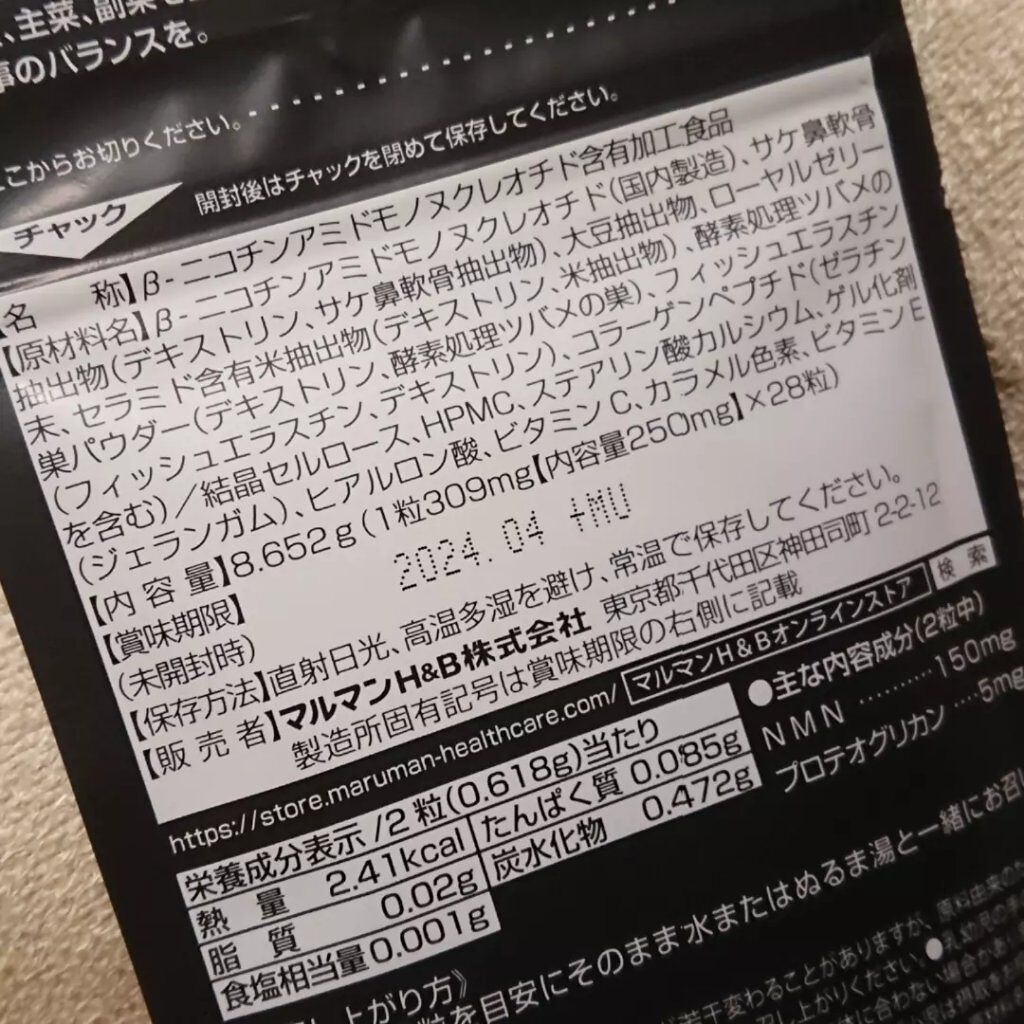 、主菜、副菜
事のバランスを。
ここからお切りください。
開封後はチャックを閉めて保存してください。
チャック
【名 称】β-ニコチンアミドモノヌクレオチド含有加工食品
【原材料名】β-ニコチンアミドモノヌクレオチド(国内製造)、サケ鼻軟骨
抽出物(デキストリン、サケ鼻軟骨抽出物)、大豆抽出物、ローヤルゼリー
末、セラミド含有米抽出物(デキストリン、米抽出物)、酵素処理ツバメの
巣パウダー(デキストリン、酵素処理ツバメの巣)、フィッシュエラスチン
(フィッシュエラスチン、デキストリン)、コラーゲンペプチド(ゼラチン
を含む)/結晶セルロース、HPMC、ステアリン酸カルシウム、ゲル化剤
(ジェランガム)、ヒアルロン酸、ビタミンC、カラメル色素、ビタミンE
【内 容 量】8.652g(1粒309mg【内容量250mg】×28粒)
【賞味期限】 2024.04 +MU
(未開封時)
【保存方法】直射日光、高温多湿を避け、常温で保存してください。
【販 売 者】マルマンH&B株式会社 東京都千代田区神田司町2-2-12
製造所固有記号は賞味期限の右側に記載
https://store.maruman-healthcare.com/ マルマンH&Bオンラインストア 検索
栄養成分表示/2粒(0.618g)当たり
熱 量 2.41kcal たんぱく質 0.085g
脂 質 0.02g 炭水化物 0.472g
食塩相当量0.001g
●主な内容成分(2粒中)
NMN ………150mg
プロテオグリカン …5mg
上がり方》
粒を目安にそのまま水またはぬるま湯と一緒にお召
若干変わることがありますが、